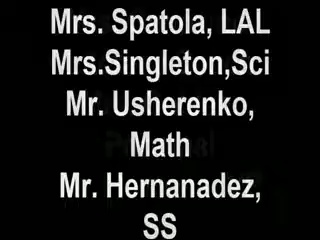 Mrs. Spatola, LAL
Mrs.Singleton,Sci
Mr. Usherenko,
Math
Mr. Hernanadez,
SS